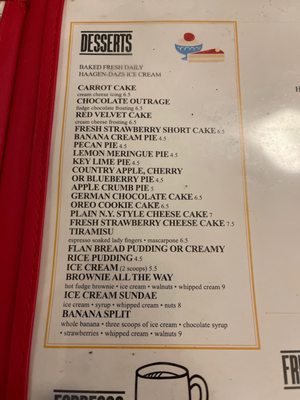 DESSERTS
BAKED FRESH DAILY
HAAGEN-DAZS ICE CREAM
CARROT CAKE
cream cheese icing 6.5
CHOCOLATE OUTRAGE
fudge chocolate frosting 6.5
RED VELVET CAKE
cream cheese frosting 6.5
FRESH STRAWBERRY SHORT CAKE 6.5
BANANA CREAM PIE 4.5
PECAN PIE 4.5
LEMON MERINGUE PIE 4.5
KEY LIME PIE 4.5
COUNTRY APPLE, CHERRY
OR BLUEBERRY PIE 4.5
APPLE CRUMB PIE 5
GERMAN CHOCOLATE CAKE 6.5
OREO COOKIE CAKE 6.5
PLAIN N.Y. STYLE CHEESE CAKE 7
FRESH STRAWBERRY CHEESE CAKE 7.5
TIRAMISU
espresso soaked lady fingers • mascarpone 6.5
FLAN BREAD PUDDING OR CREAMY
RICE PUDDING 4.5
ICE CREAM (2 scoops) 5.5
BROWNIE ALL THE WAY
hot fudge brownie • ice cream • walnuts • whipped cream 9
ICE CREAM SUNDAE
ice cream • syrup • whipped cream • nuts 8
BANANA SPLIT
whole banana • three scoops of ice cream • chocolate syrup
• strawberries • whipped cream • walnuts 9